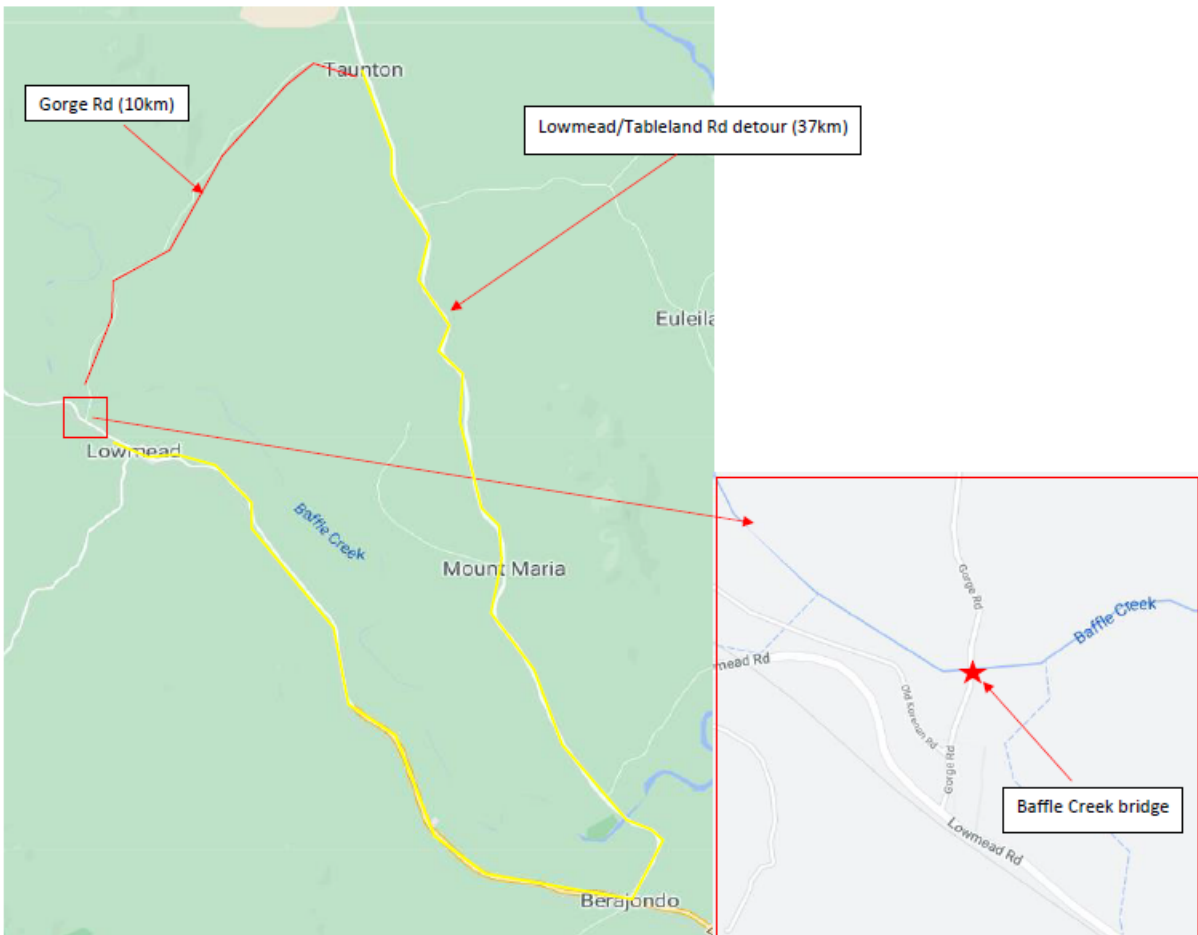 Taunton
Gorge Rd (10km)
Lowmead/Tableland Rd detour (37km)
Euleila
Lowmead
Baffle Creek
Mount Maria
Berajondo
Gorge Rd
Baffle Creek
mead Rd
Old Korenan Rd
Gorge Rd
Baffle Creek bridge
Lowmead Rd